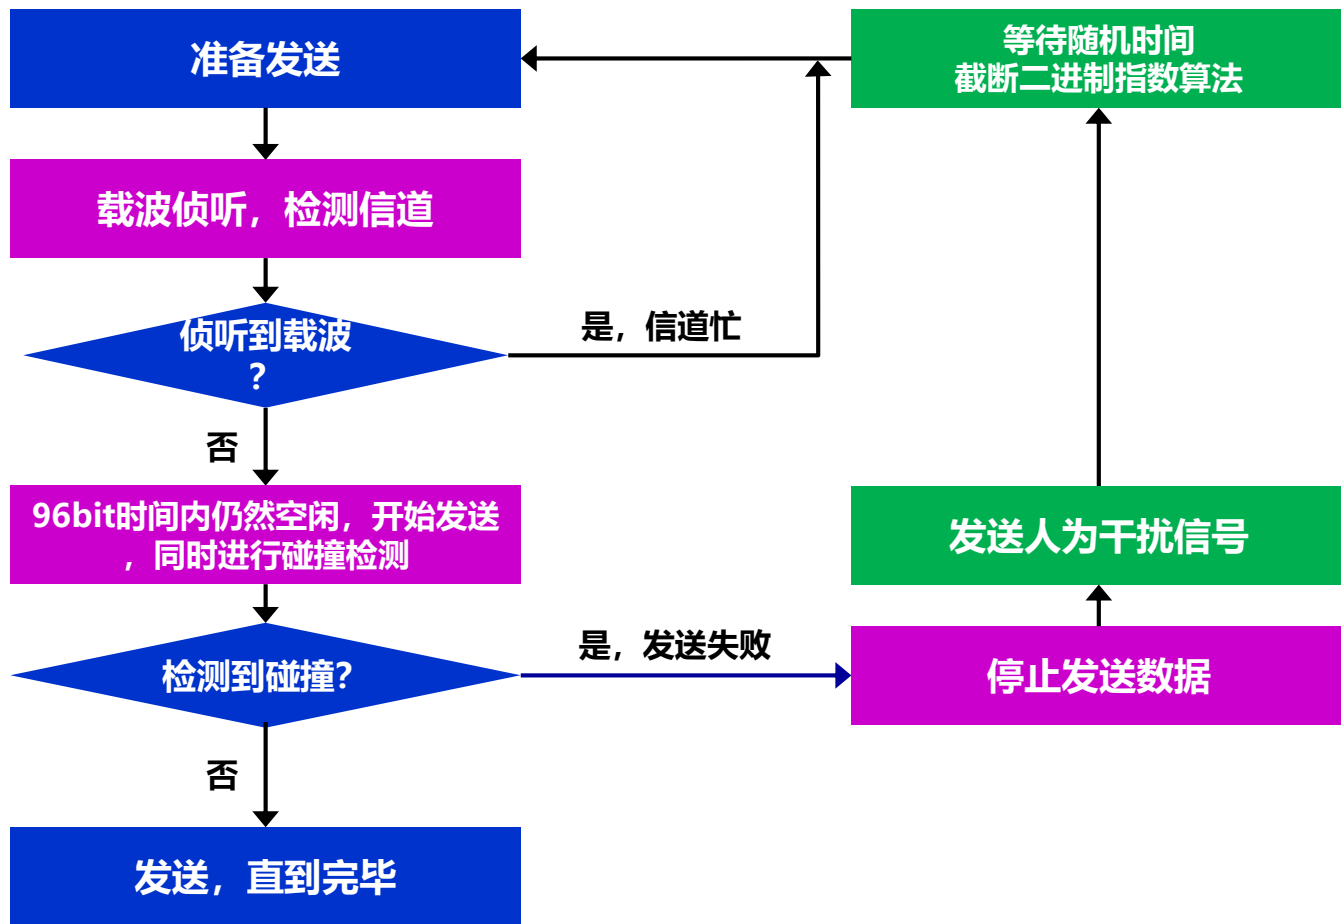 准备发送
等待随机时间
截断二进制指数算法
载波侦听，检测信道
侦听到载波
？
是，信道忙
否
96bit时间内仍然空闲，开始发送
，同时进行碰撞检测
发送人为干扰信号
检测到碰撞？
是，发送失败
停止发送数据
否
发送，直到完毕